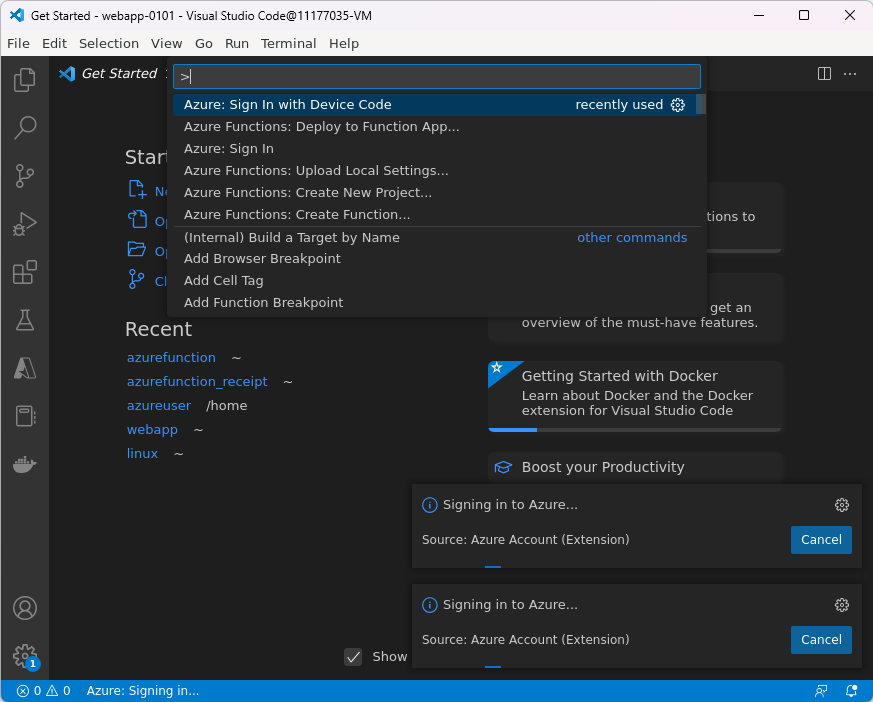 Get Started - webapp-0101 - Visual Studio Code@11177035-VM
File Edit Selection View Go Run Terminal Help
Get Started
>
Azure: Sign In with Device Code recently used
Azure Functions: Deploy to Function App...
Azure: Sign In
Azure Functions: Upload Local Settings...
Azure Functions: Create New Project...
Azure Functions: Create Function...
(Internal) Build a Target by Name other commands
Add Browser Breakpoint
Add Cell Tag
Add Function Breakpoint
Recent
azurefunction ~
azurefunction_receipt ~
azureuser /home
webapp ~
linux ~
to
get an
overview of the must-have features.
Getting Started with Docker
Learn about Docker and the Docker
extension for Visual Studio Code
Boost your Productivity
Signing in to Azure...
Source: Azure Account (Extension) Cancel
Signing in to Azure...
Source: Azure Account (Extension) Cancel
Show
1
0 0 Azure: Signing in...